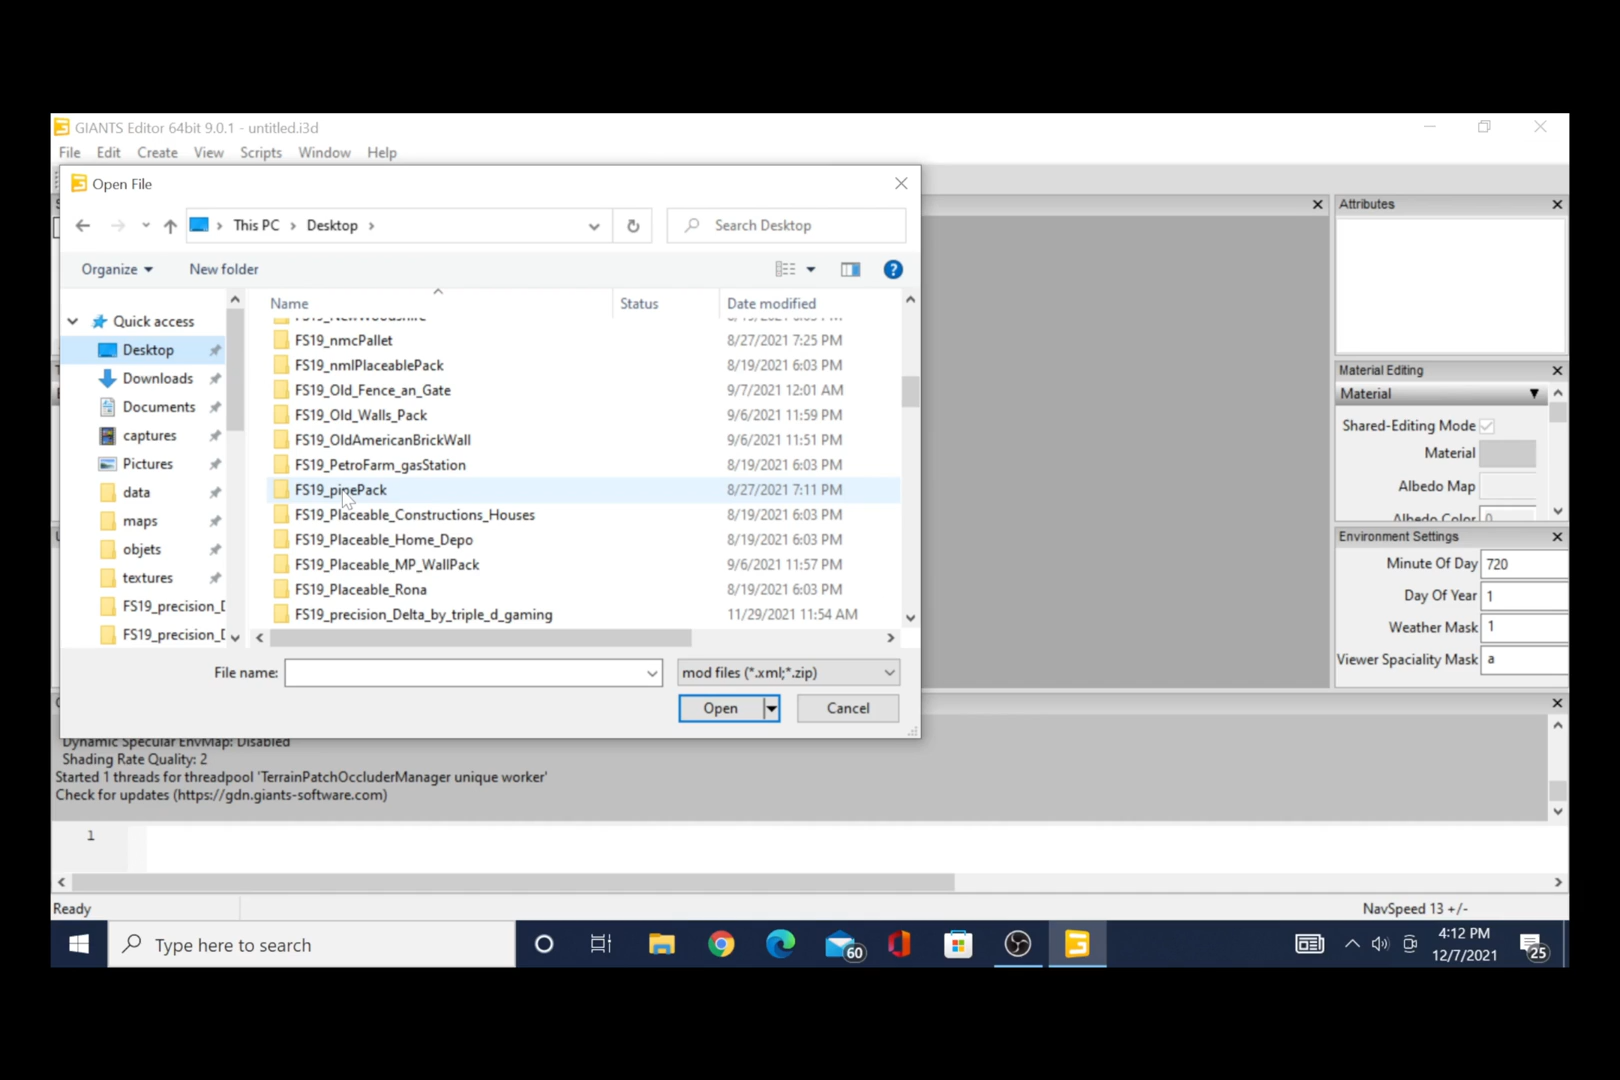 GIANTS Editor 64bit 9.0.1 - untitled.i3d
File Edit Create View Scripts Window Help
Open File
This PC > Desktop >
Search Desktop
Organize
New folder
Name
Status
Date modified
Quick access
Desktop
Downloads
Documents
captures
Pictures
data
maps
objets
textures
FS19_precision_D
FS19_precision_D
FS19_nmcPallet 8/27/2021 7:25 PM
FS19_nmlPlaceablePack 8/19/2021 6:03 PM
FS19_Old_Fence_an_Gate 9/7/2021 12:01 AM
FS19_Old_Walls_Pack 9/6/2021 11:59 PM
FS19_OldAmericanBrickWall 9/6/2021 11:51 PM
FS19_PetroFarm_gasStation 8/19/2021 6:03 PM
FS19_pinePack 8/27/2021 7:11 PM
FS19_Placeable_Constructions_Houses 8/19/2021 6:03 PM
FS19_Placeable_Home_Depo 8/19/2021 6:03 PM
FS19_Placeable_MP_WallPack 9/6/2021 11:57 PM
FS19_Placeable_Rona 8/19/2021 6:03 PM
FS19_precision_Delta_by_triple_d_gaming 11/29/2021 11:54 AM
File name:
mod files (*.xml;*.zip)
Open
Cancel
Attributes
Material Editing
Material
Shared-Editing Mode
Material
Albedo Map
Albedo Color 0
Environment Settings
Minute Of Day 720
Day Of Year 1
Weather Mask 1
Viewer Spaciality Mask a
Dynamic Specular EnvMap: Disabled
Shading Rate Quality: 2
Started 1 threads for threadpool 'TerrainPatchOccluderManager unique worker'
Check for updates (https://gdn.giants-software.com)
1
Ready
NavSpeed 13 +/-
Type here to search
60
4:12 PM
12/7/2021
25